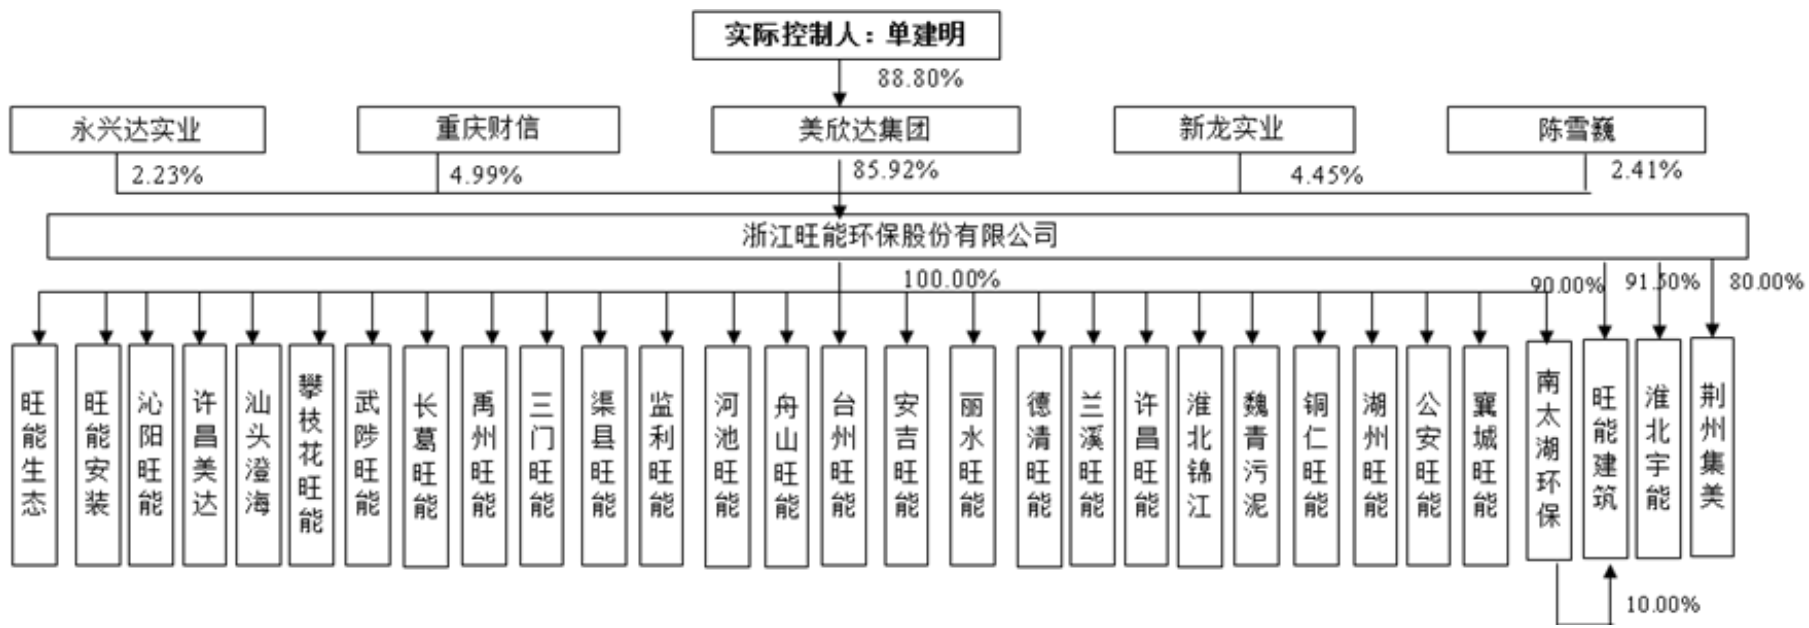 实际控制人：单建明
88.80%
永兴达实业
重庆财信
美欣达集团
新龙实业
陈雪巍
2.23%
4.99%
85.92%
4.45%
2.41%
浙江旺能环保股份有限公司
100.00%
90.00%
91.50%
80.00%
旺能生态
旺能安装
沁阳旺能
许昌美达
汕头澄海
攀枝花旺能
武陟旺能
长葛旺能
禹州旺能
三门旺能
渠县旺能
监利旺能
河池旺能
舟山旺能
台州旺能
安吉旺能
丽水旺能
德清旺能
兰溪旺能
许昌旺能
淮北锦江
魏青污泥
铜仁旺能
湖州旺能
公安旺能
襄城旺能
南太湖环保
旺能建筑
淮北宇能
荆州集美
10.00%